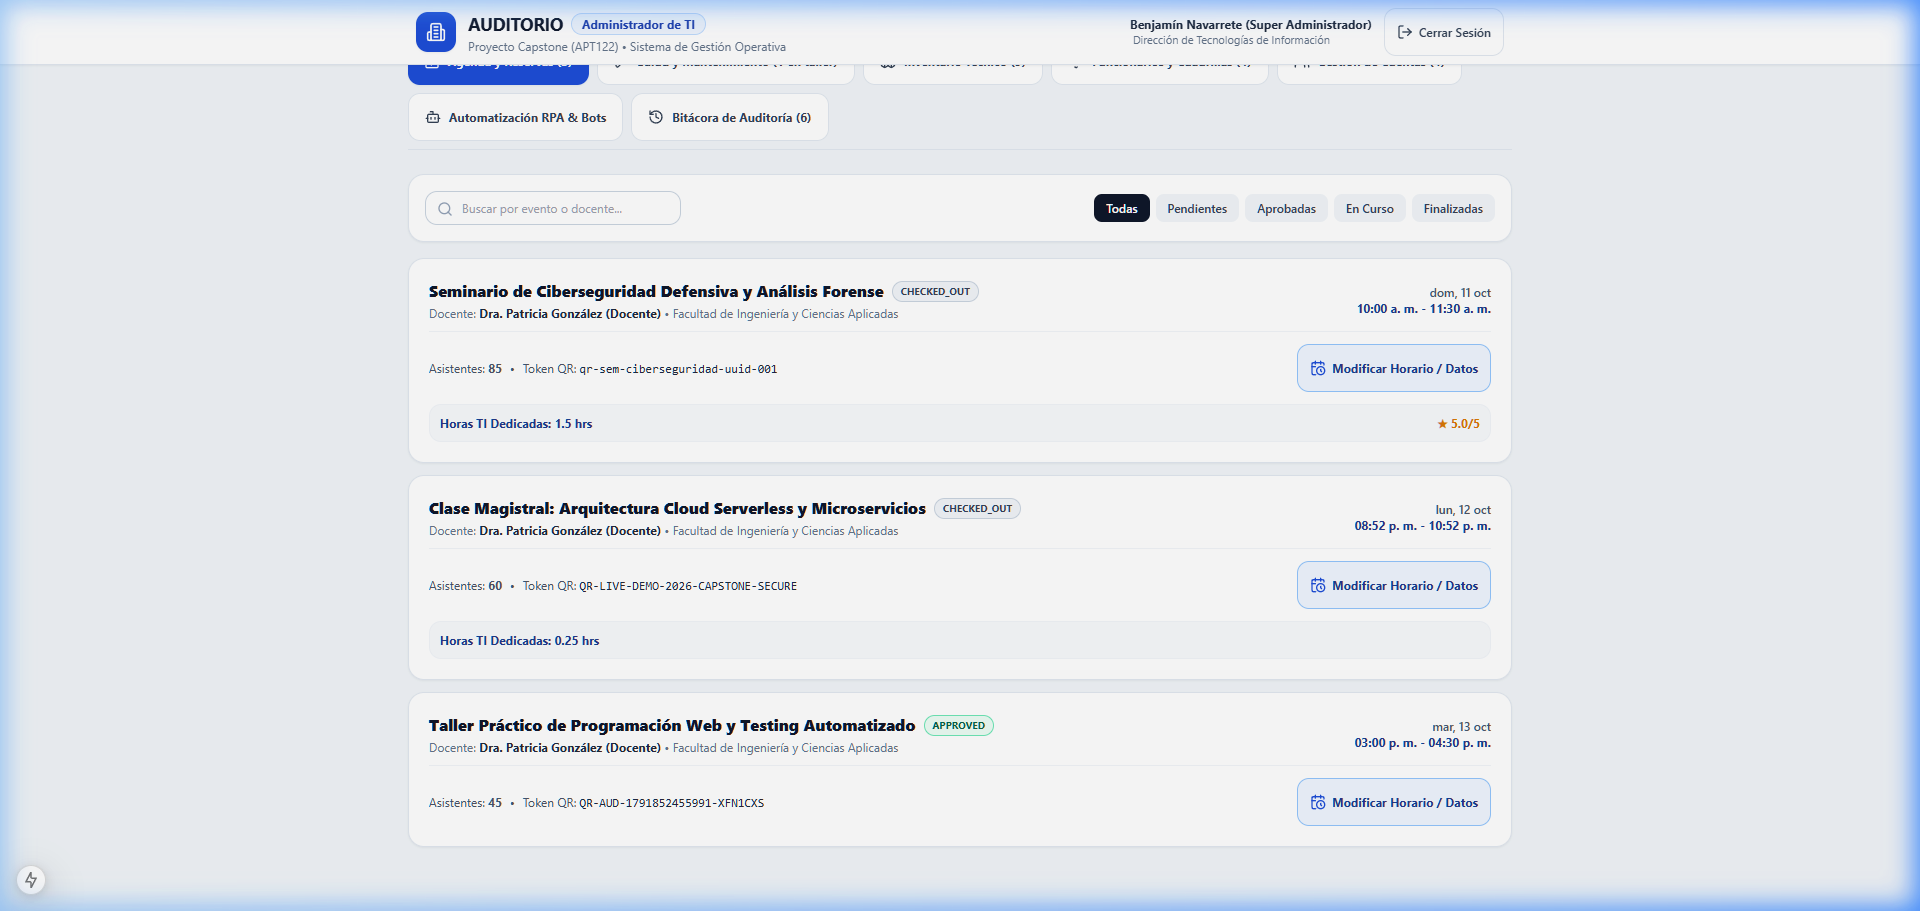 AUDITORIO Administrador de TI
Proyecto Capstone (APT122) • Sistema de Gestión Operativa
Benjamín Navarrete (Super Administrador)
Dirección de Tecnologías de Información
Cerrar Sesión
Automatización RPA & Bots
Bitácora de Auditoría (6)
Buscar por evento o docente...
Todas
Pendientes
Aprobadas
En Curso
Finalizadas
Seminario de Ciberseguridad Defensiva y Análisis Forense CHECKED_OUT
Docente: Dra. Patricia González (Docente) • Facultad de Ingeniería y Ciencias Aplicadas
dom, 11 oct
10:00 a. m. - 11:30 a. m.
Asistentes: 85 • Token QR: qr-sem-ciberseguridad-uuid-001
Modificar Horario / Datos
Horas TI Dedicadas: 1.5 hrs
★ 5.0/5
Clase Magistral: Arquitectura Cloud Serverless y Microservicios CHECKED_OUT
Docente: Dra. Patricia González (Docente) • Facultad de Ingeniería y Ciencias Aplicadas
lun, 12 oct
08:52 p. m. - 10:52 p. m.
Asistentes: 60 • Token QR: QR-LIVE-DEMO-2026-CAPSTONE-SECURE
Modificar Horario / Datos
Horas TI Dedicadas: 0.25 hrs
Taller Práctico de Programación Web y Testing Automatizado APPROVED
Docente: Dra. Patricia González (Docente) • Facultad de Ingeniería y Ciencias Aplicadas
mar, 13 oct
03:00 p. m. - 04:30 p. m.
Asistentes: 45 • Token QR: QR-AUD-1791852455991-XFN1CXS
Modificar Horario / Datos